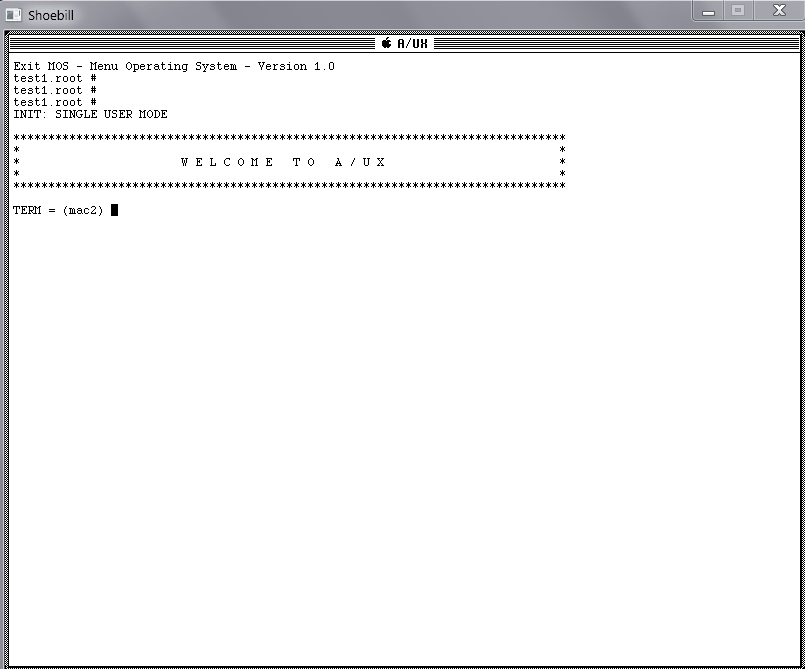 Shoebill
A/UX
Exit MOS - Menu Operating System - Version 1.0
test1.root #
test1.root #
test1.root #
INIT: SINGLE USER MODE
*******************************************************************************
*                                                                             *
*                       W E L C O M E   T O   A / U X                         *
*                                                                             *
*******************************************************************************
TERM = (mac2)